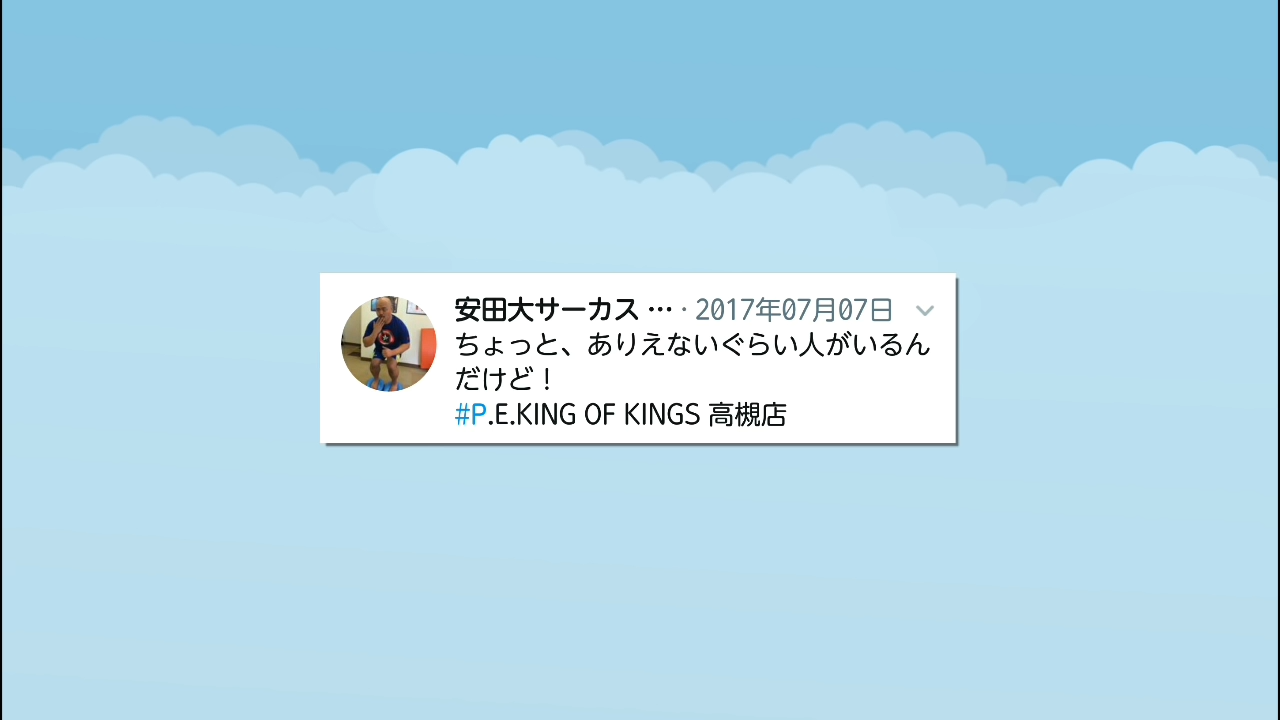 安田大サーカス … · 2017年07月07日
ちょっと、ありえないぐらい人がいるん
だけど！
#P.E.KING OF KINGS 高槻店